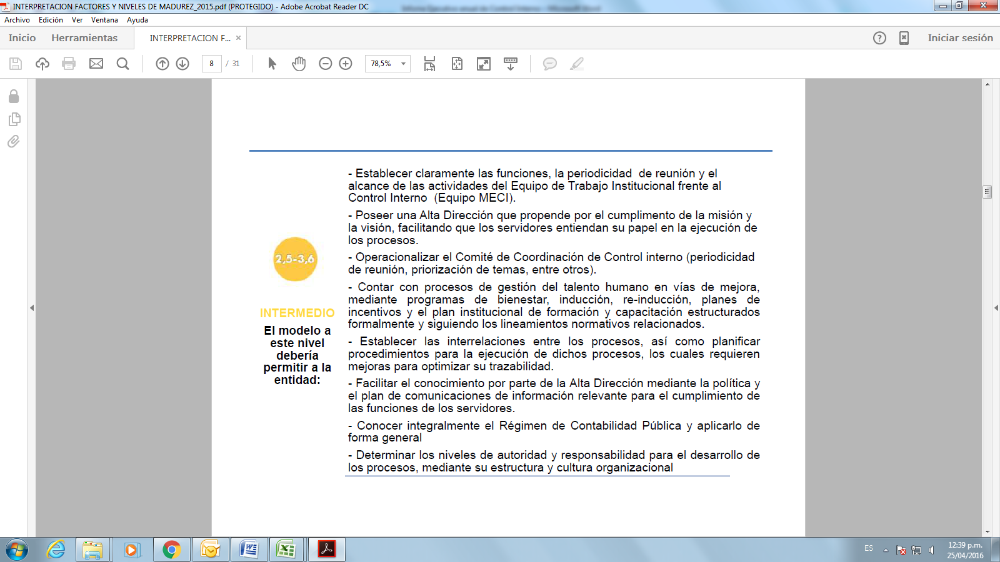 INTERPRETACION FACTORES Y NIVELES DE MADUREZ_2015.pdf (PROTEGIDO) - Adobe Acrobat Reader DC
Informe Ejecutivo anual de Control Interno - Microsoft Word
Archivo Edición Ver Ventana Ayuda
Inicio Herramientas INTERPRETACION F... × Iniciar sesión
8 / 31 78,5%
- Establecer claramente las funciones, la periodicidad de reunión y el
alcance de las actividades del Equipo de Trabajo Institucional frente al
Control Interno (Equipo MECI).
- Poseer una Alta Dirección que propende por el cumplimento de la misión y
la visión, facilitando que los servidores entiendan su papel en la ejecución de
los procesos.
2,5-3,6
- Operacionalizar el Comité de Coordinación de Control interno (periodicidad
de reunión, priorización de temas, entre otros).
- Contar con procesos de gestión del talento humano en vías de mejora,
mediante programas de bienestar, inducción, re-inducción, planes de
incentivos y el plan institucional de formación y capacitación estructurados
formalmente y siguiendo los lineamientos normativos relacionados.
INTERMEDIO
El modelo a
este nivel
debería
permitir a la
entidad:
- Establecer las interrelaciones entre los procesos, así como planificar
procedimientos para la ejecución de dichos procesos, los cuales requieren
mejoras para optimizar su trazabilidad.
- Facilitar el conocimiento por parte de la Alta Dirección mediante la política y
el plan de comunicaciones de información relevante para el cumplimiento de
las funciones de los servidores.
- Conocer integralmente el Régimen de Contabilidad Pública y aplicarlo de
forma general
- Determinar los niveles de autoridad y responsabilidad para el desarrollo de
los procesos, mediante su estructura y cultura organizacional
ES
12:39 p.m.
25/04/2016